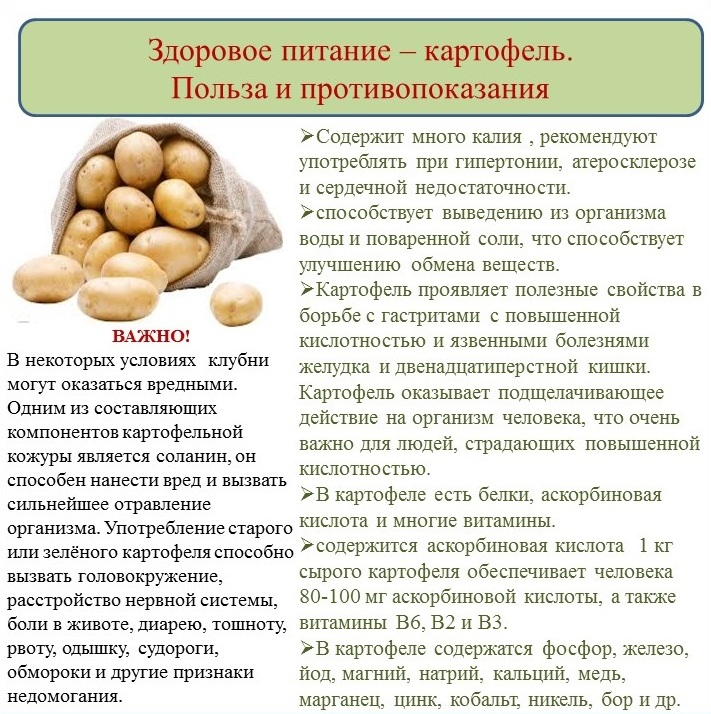 Здоровое питание – картофель.
Польза и противопоказания
ВАЖНО!
В некоторых условиях клубни
могут оказаться вредными.
Одним из составляющих
компонентов картофельной
кожуры является соланин, он
способен нанести вред и вызвать
сильнейшее отравление
организма. Употребление старого
или зелёного картофеля способно
вызвать головокружение,
расстройство нервной системы,
боли в животе, диарею, тошноту,
рвоту, одышку, судороги,
обмороки и другие признаки
недомогания.
➢Содержит много калия , рекомендуют
употреблять при гипертонии, атеросклерозе
и сердечной недостаточности.
➢способствует выведению из организма
воды и поваренной соли, что способствует
улучшению обмена веществ.
➢Картофель проявляет полезные свойства в
борьбе с гастритами с повышенной
кислотностью и язвенными болезнями
желудка и двенадцатиперстной кишки.
Картофель оказывает подщелачивающее
действие на организм человека, что очень
важно для людей, страдающих повышенной
кислотностью.
➢В картофеле есть белки, аскорбиновая
кислота и многие витамины.
➢содержится аскорбиновая кислота 1 кг
сырого картофеля обеспечивает человека
80-100 мг аскорбиновой кислоты, а также
витамины В6, В2 и В3.
➢В картофеле содержатся фосфор, железо,
йод, магний, натрий, кальций, медь,
марганец, цинк, кобальт, никель, бор и др.